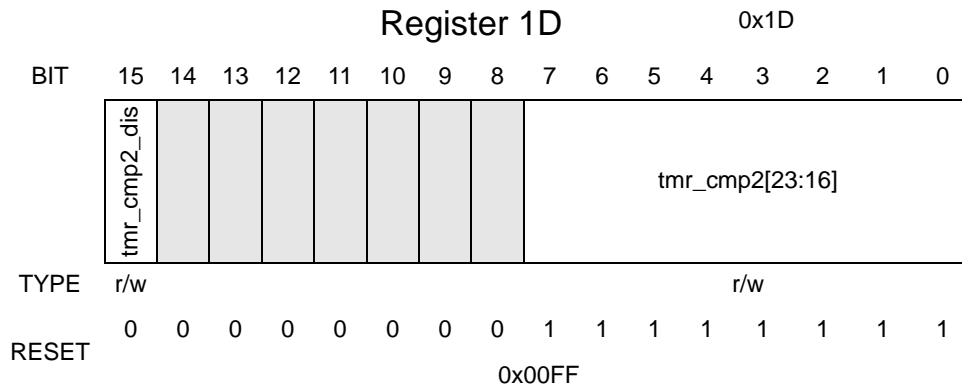 Register 1D 0x1D
BIT 15 14 13 12 11 10 9 8 7 6 5 4 3 2 1 0
tmr_cmp2_dis
tmr_cmp2[23:16]
TYPE r/w r/w
RESET 0 0 0 0 0 0 0 0 1 1 1 1 1 1 1 1
0x00FF